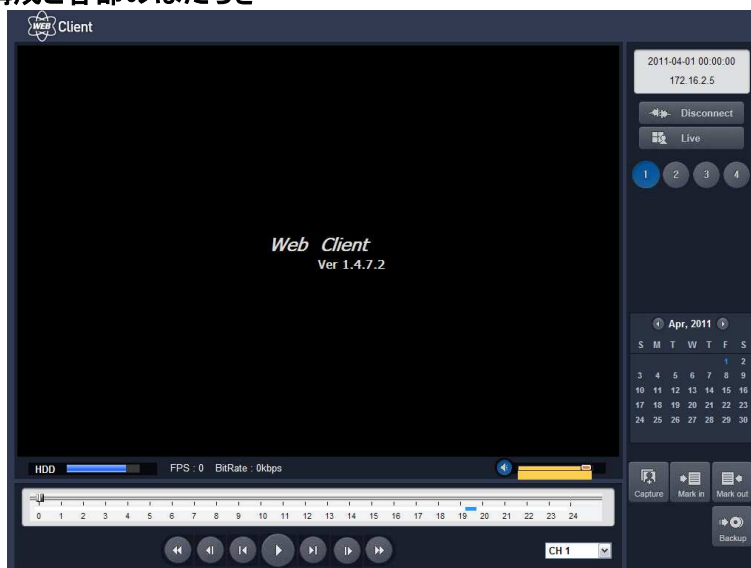 構成と各部のはたらき
WEB Client
2011-04-01 00:00:00
172.16.2.5
Disconnect
Live
1 2 3 4
Web Client
Ver 1.4.7.2
Apr, 2011
S M T W T F S
1 2
3 4 5 6 7 8 9
10 11 12 13 14 15 16
17 18 19 20 21 22 23
24 25 26 27 28 29 30
HDD FPS : 0 BitRate : 0kbps
Capture Mark in Mark out
0 1 2 3 4 5 6 7 8 9 10 11 12 13 14 15 16 17 18 19 20 21 22 23 24
Backup
CH 1